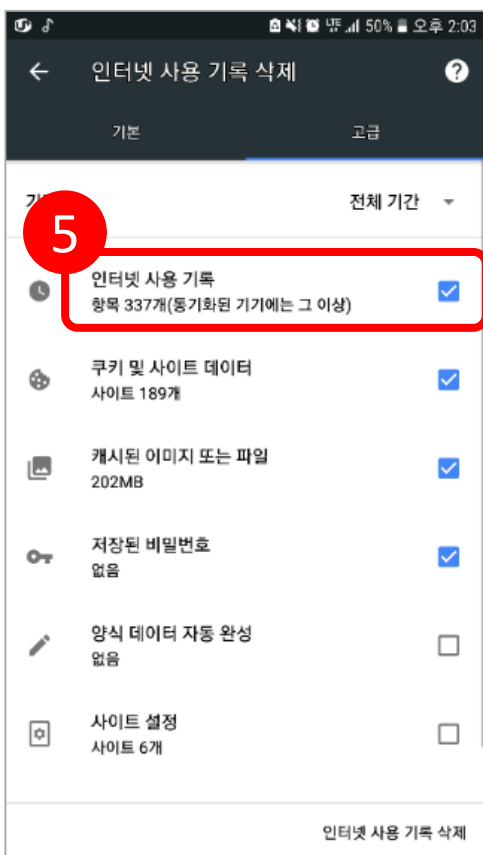 LTE 50% 오후 2:03
인터넷 사용 기록 삭제 ?
기본 고급
전체 기간
5
인터넷 사용 기록
항목 337개(동기화된 기기에는 그 이상)
쿠키 및 사이트 데이터
사이트 189개
캐시된 이미지 또는 파일
202MB
저장된 비밀번호
없음
양식 데이터 자동 완성
없음
사이트 설정
사이트 6개
인터넷 사용 기록 삭제